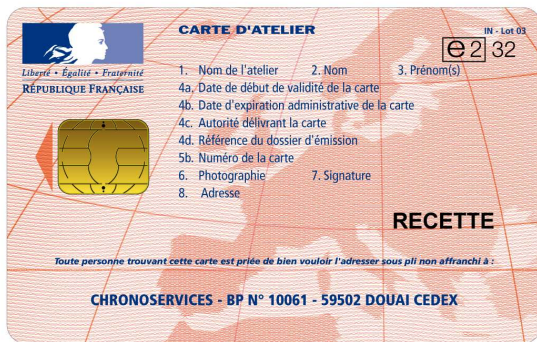 CARTE D'ATELIER
IN - Lot 03
e2 32
Liberté • Égalité • Fraternité
RÉPUBLIQUE FRANÇAISE
1. Nom de l'atelier 2. Nom 3. Prénom(s)
4a. Date de début de validité de la carte
4b. Date d'expiration administrative de la carte
4c. Autorité délivrant la carte
4d. Référence du dossier d'émission
5b. Numéro de la carte
6. Photographie 7. Signature
8. Adresse
RECETTE
Toute personne trouvant cette carte est priée de bien vouloir l'adresser sous pli non affranchi à :
CHRONOSERVICES - BP N° 10061 - 59502 DOUAI CEDEX